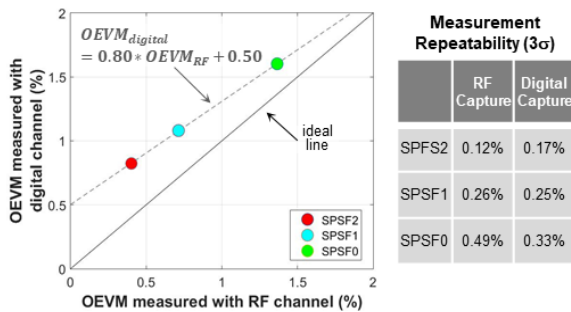 OEVM measured with
digital channel (%)
2
1.5
1
0.5
0
OEVM_digital
= 0.80* OEVM_RF + 0.50
ideal
line
SPSF2
SPSF1
SPSF0
0
0.5
1
1.5
2
OEVM measured with RF channel (%)
Measurement
Repeatability (3σ)
RF Capture Digital Capture
SPFS2 0.12% 0.17%
SPSF1 0.26% 0.25%
SPSF0 0.49% 0.33%